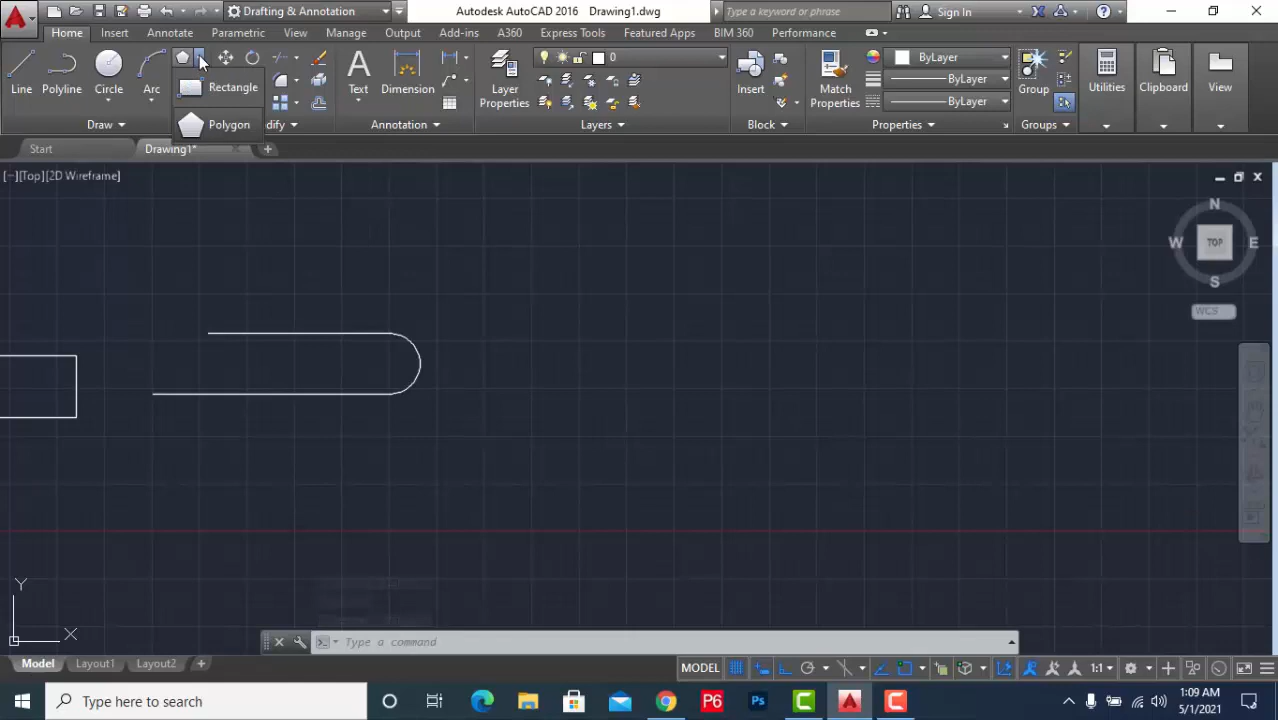 Drafting & Annotation
Autodesk AutoCAD 2016 Drawing1.dwg
Type a keyword or phrase
Sign In
Home
Insert
Annotate
Parametric
View
Manage
Output
Add-ins
A360
Express Tools
Featured Apps
BIM 360
Performance
Line
Polyline
Circle
Arc
Rectangle
Polygon
Text
Dimension
Layer
Properties
0
Insert
Match
Properties
ByLayer
ByLayer
ByLayer
Group
Utilities
Clipboard
View
Draw
dify
Annotation
Layers
Block
Properties
Groups
Start
Drawing1*
[−][Top][2D Wireframe]
N
W
TOP
E
S
WCS
Y
X
Type a command
Model
Layout1
Layout2
MODEL
1:1
Type here to search
P6
Ps
1:09 AM
5/1/2021